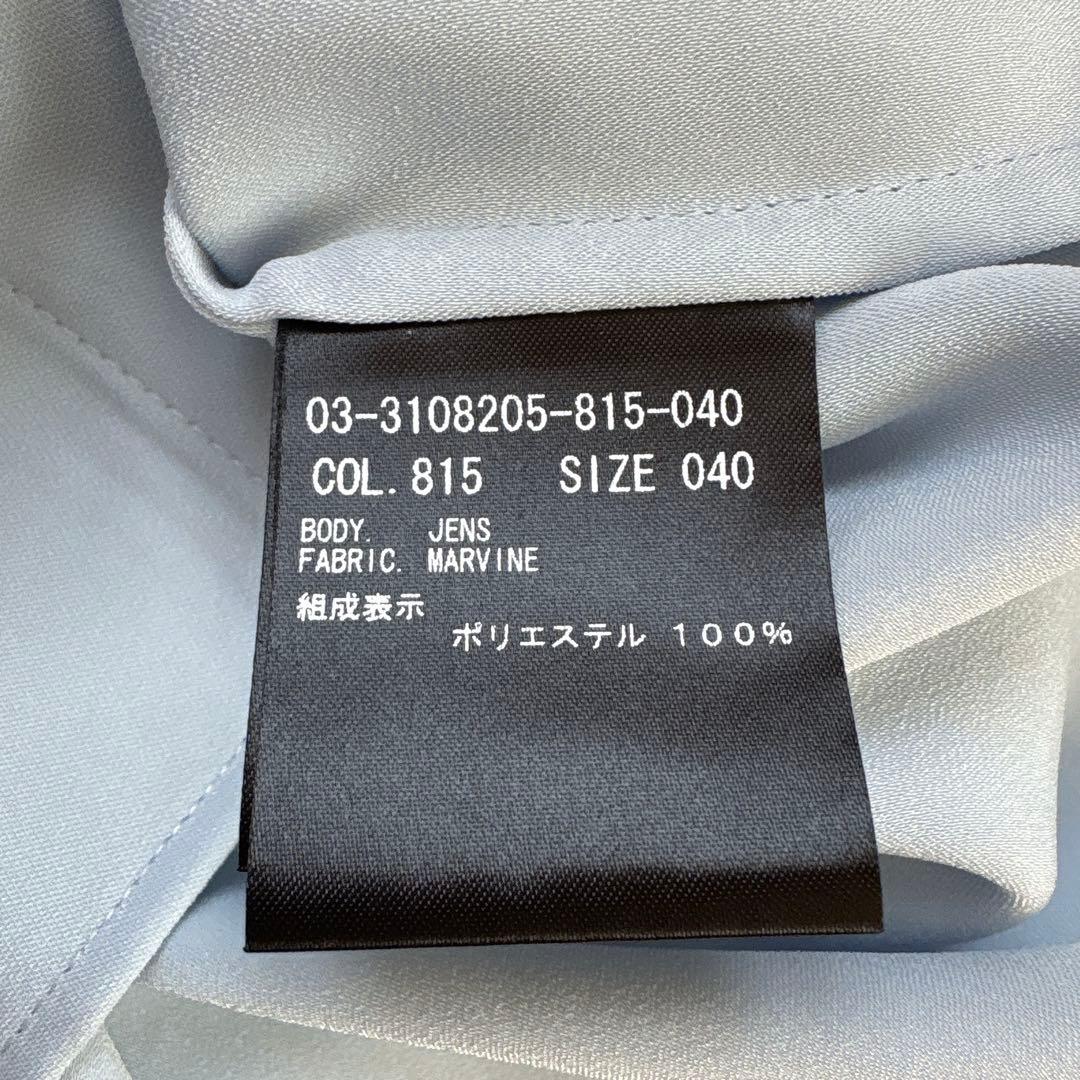 03-3108205-815-040
COL. 815 SIZE 040
BODY. JENS
FABRIC. MARVINE
組成表示
ポリエステル １００％